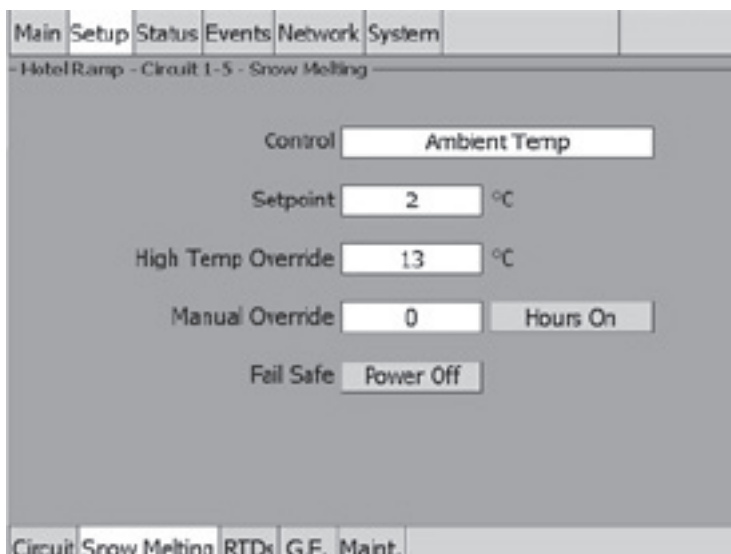 Main Setup Status Events Network System
Hotel Ramp - Circuit 1-5 - Snow Melting
Control Ambient Temp
Setpoint 2 °C
High Temp Override 13 °C
Manual Override 0 Hours On
Fail Safe Power Off
Circuit Snow Melting RTDs G.F. Maint.